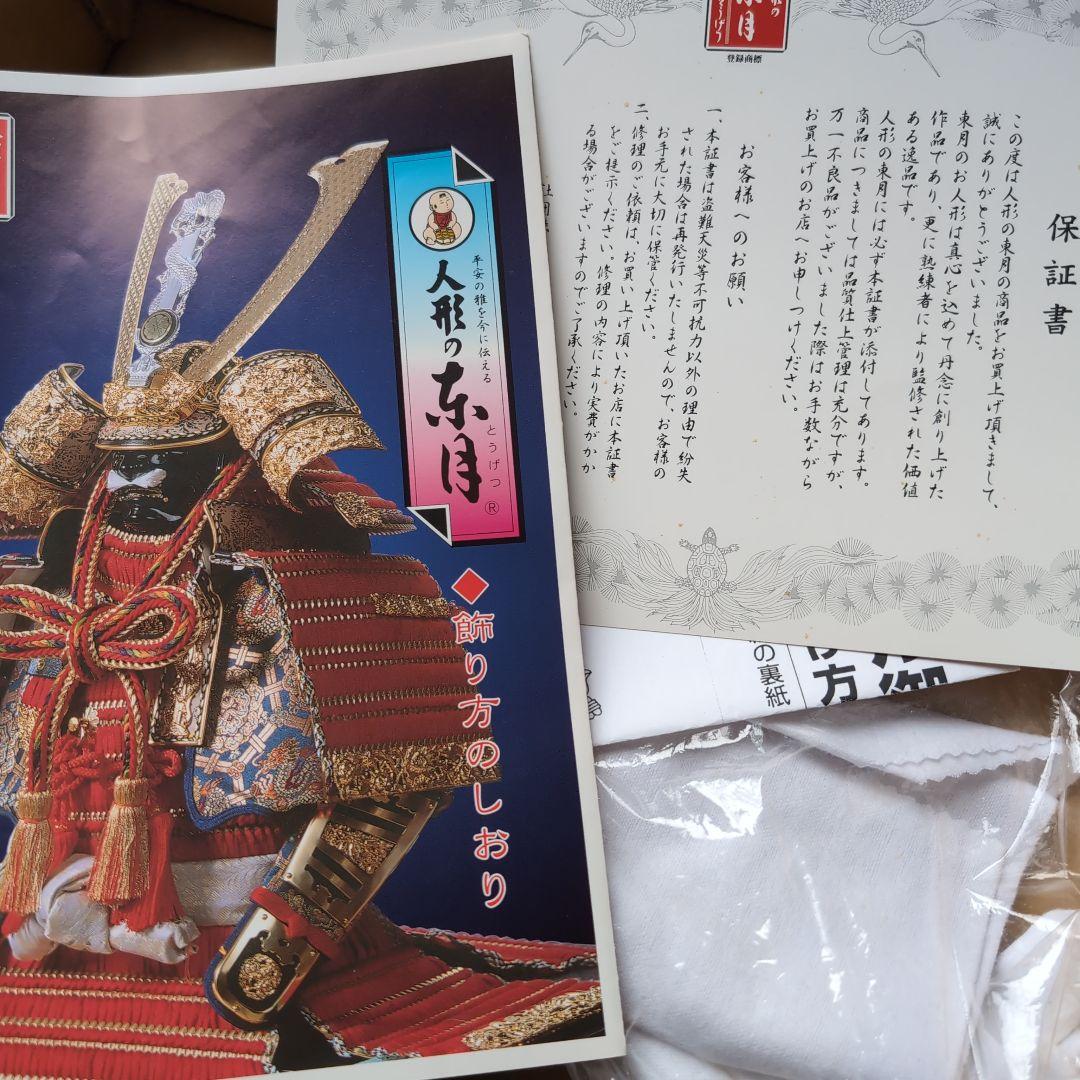 平安の雅を今に伝える
人形の東月
とうげつ
®
◆飾り方のしおり
東月
とうげつ
登録商標
保証書
この度は人形の東月の商品をお買上げ頂きまして、
誠にありがとうございました。
東月のお人形は真心を込めて丹念に創り上げた
作品であり、更に熟練者により監修された価値
ある逸品です。
人形の東月には必ず本証書が添付してあります。
商品につきましては品質仕上管理は充分ですが、
万一不良品がございました際はお手数ながら
お買上げのお店へお申しつけください。
お客様へのお願い
一、本証書は盗難天災等不可抗力以外の理由で紛失
された場合は再発行いたしませんので、お客様の
お手元に大切に保管ください。
二、修理のご依頼は、お買い上げ頂いたお店に本証書
をご提示ください。修理の内容により実費がかか
る場合がございますのでご了承ください。
の裏紙
方